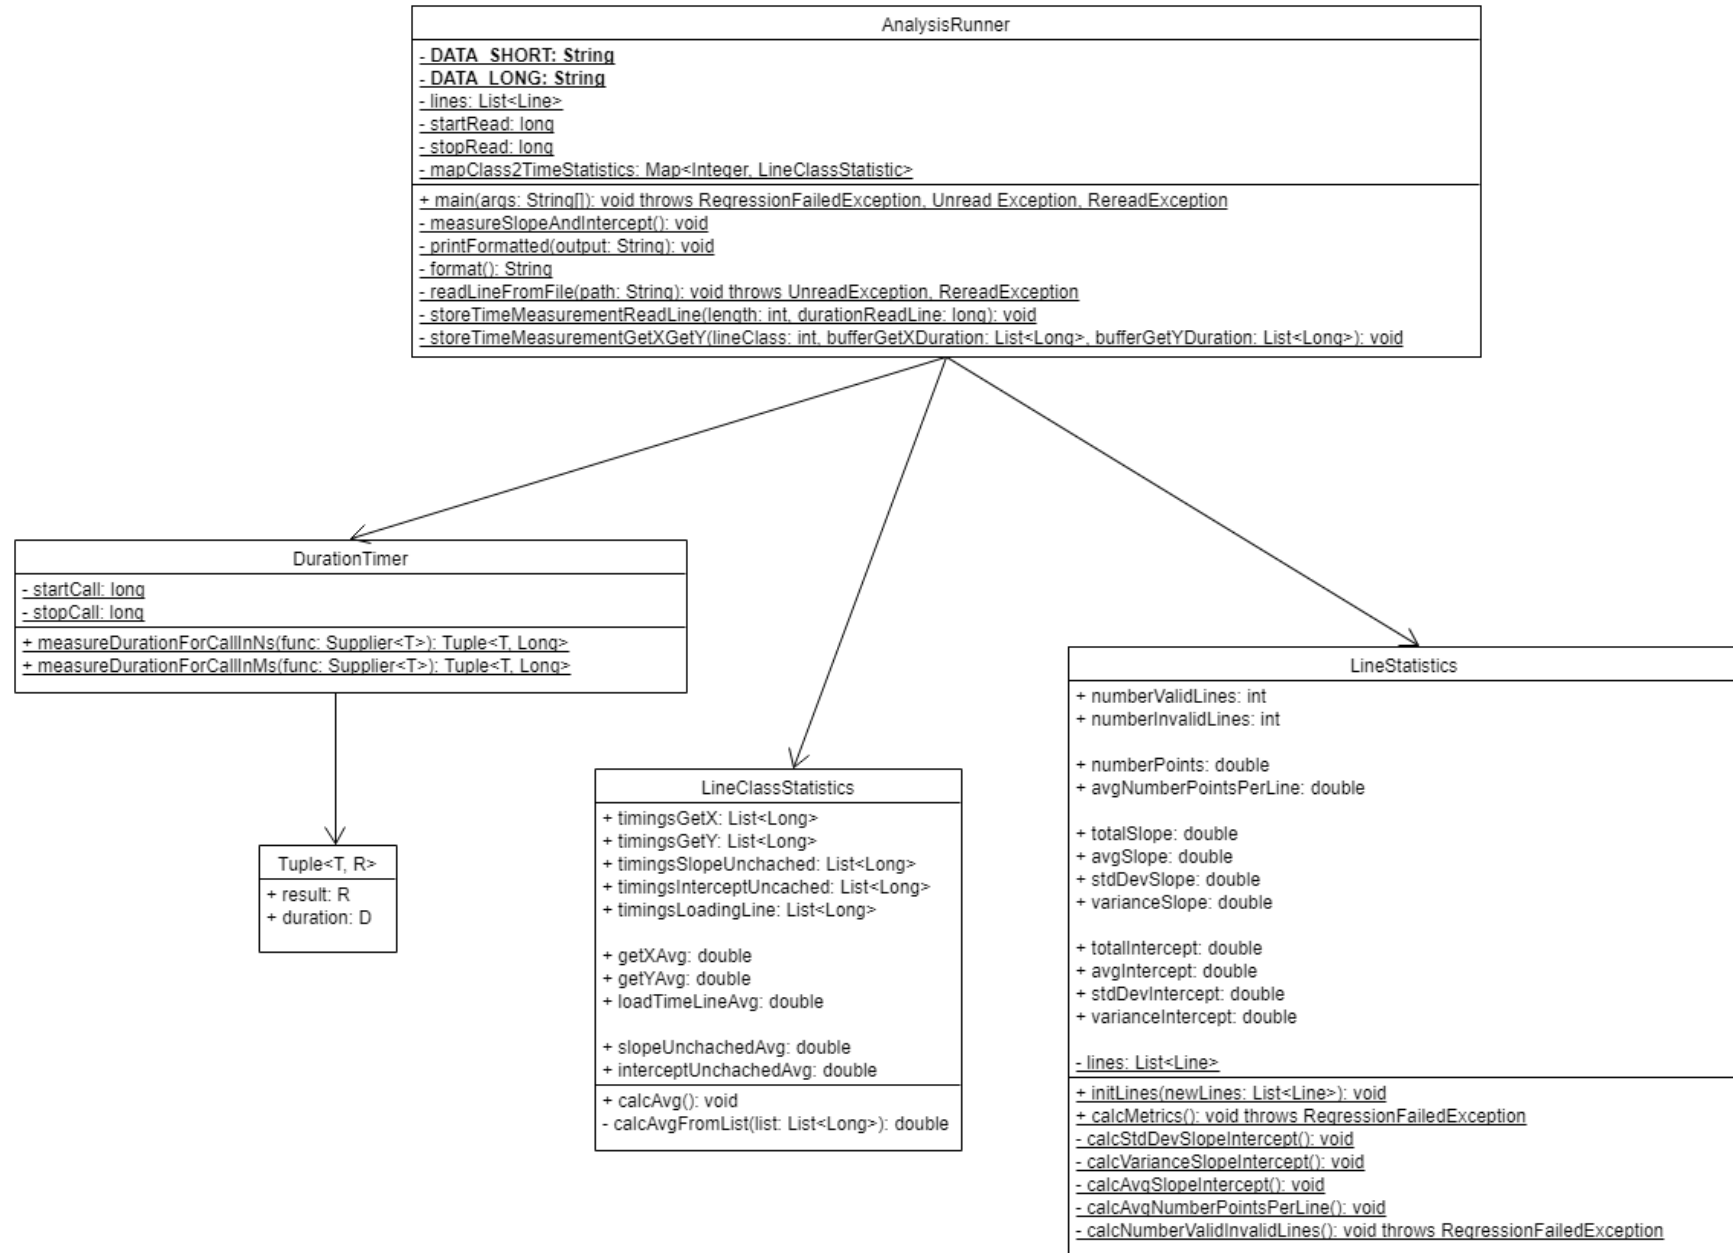 AnalysisRunner
- DATA_SHORT: String
- DATA_LONG: String
- lines: List<Line>
- startRead: long
- stopRead: long
- mapClass2TimeStatistics: Map<Integer, LineClassStatistic>
+ main(args: String[]): void throws RegressionFailedException, Unread Exception, RereadException
- measureSlopeAndIntercept(): void
- printFormatted(output: String): void
- format(): String
- readLineFromFile(path: String): void throws UnreadException, RereadException
- storeTimeMeasurementReadLine(length: int, durationReadLine: long): void
- storeTimeMeasurementGetXGetY(lineClass: int, bufferGetXDuration: List<Long>, bufferGetYDuration: List<Long>): void
DurationTimer
- startCall: long
- stopCall: long
+ measureDurationForCallInNs(func: Supplier<T>): Tuple<T, Long>
+ measureDurationForCallInMs(func: Supplier<T>): Tuple<T, Long>
Tuple<T, R>
+ result: R
+ duration: D
LineClassStatistics
+ timingsGetX: List<Long>
+ timingsGetY: List<Long>
+ timingsSlopeUnchached: List<Long>
+ timingsInterceptUncached: List<Long>
+ timingsLoadingLine: List<Long>
+ getXAvg: double
+ getYAvg: double
+ loadTimeLineAvg: double
+ slopeUnchachedAvg: double
+ interceptUnchachedAvg: double
+ calcAvg(): void
- calcAvgFromList(list: List<Long>): double
LineStatistics
+ numberValidLines: int
+ numberInvalidLines: int
+ numberPoints: double
+ avgNumberPointsPerLine: double
+ totalSlope: double
+ avgSlope: double
+ stdDevSlope: double
+ varianceSlope: double
+ totalIntercept: double
+ avgIntercept: double
+ stdDevIntercept: double
+ varianceIntercept: double
- lines: List<Line>
+ initLines(newLines: List<Line>): void
+ calcMetrics(): void throws RegressionFailedException
- calcStdDevSlopeIntercept(): void
- calcVarianceSlopeIntercept(): void
- calcAvgSlopeIntercept(): void
- calcAvgNumberPointsPerLine(): void
- calcNumberValidInvalidLines(): void throws RegressionFailedException